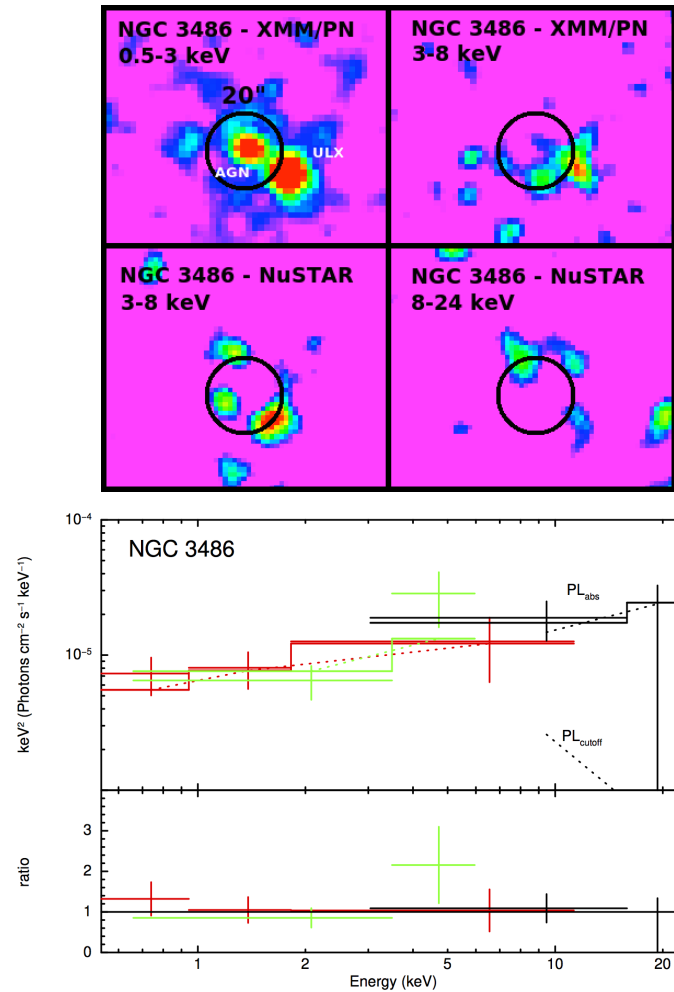 NGC 3486 - XMM/PN
0.5-3 keV
20"
AGN
ULX
NGC 3486 - XMM/PN
3-8 keV
NGC 3486 - NuSTAR
3-8 keV
NGC 3486 - NuSTAR
8-24 keV
10⁻⁴
NGC 3486
PLabs
10⁻⁵
keV² (Photons cm⁻² s⁻¹ keV⁻¹)
PLcutoff
3
2
1
0
ratio
1 2 5 10 20
Energy (keV)